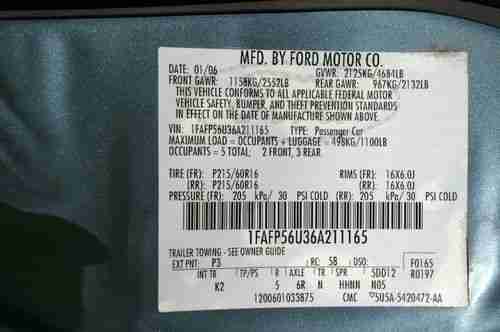 MFD. BY FORD MOTOR CO.
DATE: 01/06 GVWR: 2125KG/4684LB
FRONT GAWR: 1158KG/2552LB REAR GAWR: 967KG/2132LB
THIS VEHICLE CONFORMS TO ALL APPLICABLE FEDERAL MOTOR
VEHICLE SAFETY, BUMPER, AND THEFT PREVENTION STANDARDS
IN EFFECT ON THE DATE OF MANUFACTURE SHOWN ABOVE.
VIN: 1FAFP56U36A211165 TYPE: Passenger Car
MAXIMUM LOAD = OCCUPANTS + LUGGAGE = 498KG/1100LB
OCCUPANTS = 5 TOTAL: 2 FRONT, 3 REAR
TIRE (FR): P215/60R16 RIMS (FR): 16X6.0J
(RR): P215/60R16 (RR): 16X6.0J
PRESSURE (FR): 205 kPa/ 30 PSI COLD (RR): 205 kPa/ 30 PSI COLD
1FAFP56U36A211165
TRAILER TOWING - SEE OWNER GUIDE
EXT PNT: P3 RC: 58 DSO: F0165
INT TR TP/PS R AXLE TR SPR 5DD12 R0197
K2 5 6R N HHNN N05
1200601033875 CMC 5U5A-5420472-AA